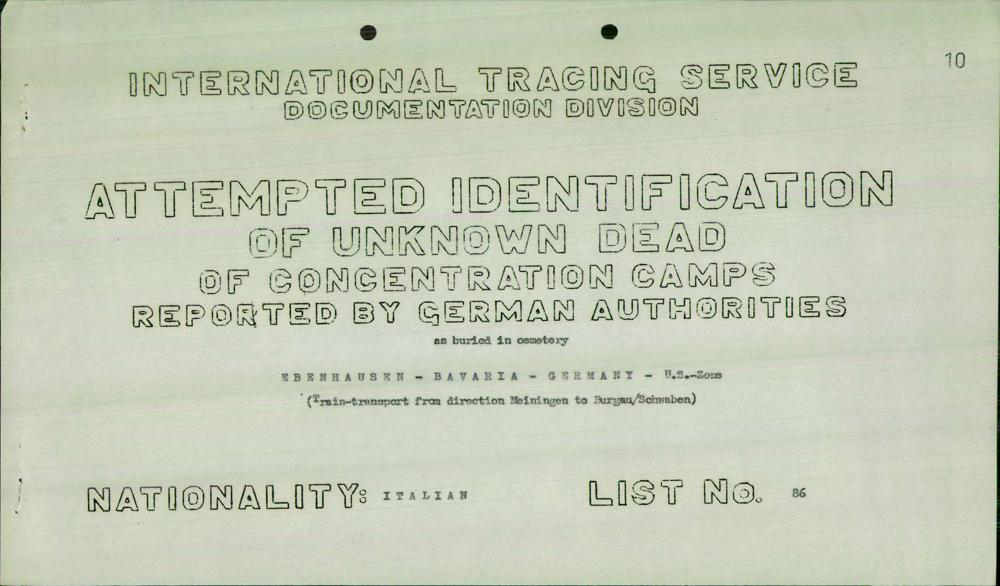 10
INTERNATIONAL TRACING SERVICE
DOCUMENTATION DIVISION
ATTEMPTED IDENTIFICATION
OF UNKNOWN DEAD
OF CONCENTRATION CAMPS
REPORTED BY GERMAN AUTHORITIES
as buried in cemetery
EBENHAUSEN - BAVARIA - GERMANY - U.S.-Zone
(Train-transport from direction Meiningen to Burgau/Schwaben)
NATIONALITY: ITALIAN LIST No. 86